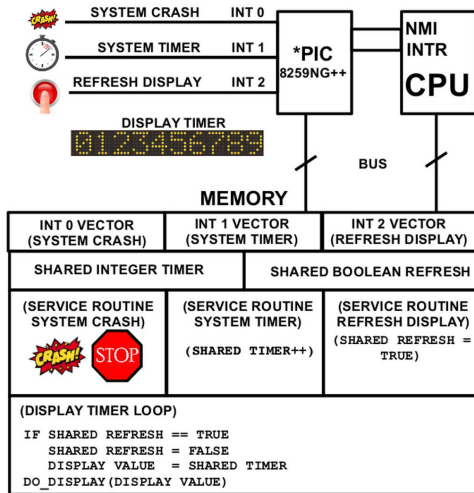 CRASH!
SYSTEM CRASH INT 0
SYSTEM TIMER INT 1
REFRESH DISPLAY INT 2
*PIC
8259NG++
NMI
INTR
CPU
DISPLAY TIMER
0123456789
BUS
MEMORY
INT 0 VECTOR
(SYSTEM CRASH)
INT 1 VECTOR
(SYSTEM TIMER)
INT 2 VECTOR
(REFRESH DISPLAY)
SHARED INTEGER TIMER
SHARED BOOLEAN REFRESH
(SERVICE ROUTINE
SYSTEM CRASH)
CRASH!
STOP
(SERVICE ROUTINE
SYSTEM TIMER)
(SHARED TIMER++)
(SERVICE ROUTINE
REFRESH DISPLAY)
(SHARED REFRESH =
TRUE)
(DISPLAY TIMER LOOP)
IF SHARED REFRESH == TRUE
SHARED REFRESH = FALSE
DISPLAY VALUE = SHARED TIMER
DO_DISPLAY(DISPLAY VALUE)